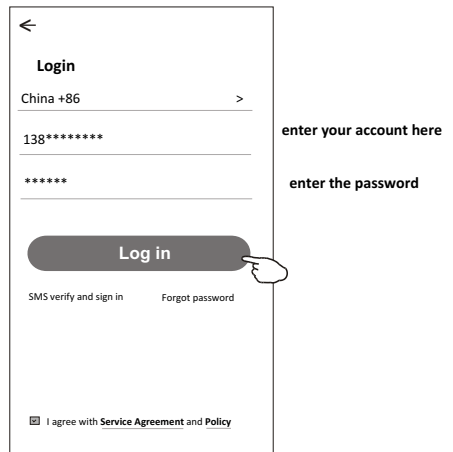 Login
China +86 >
138********
enter your account here
******
enter the password
Log in
SMS verify and sign in Forgot password
I agree with Service Agreement and Policy